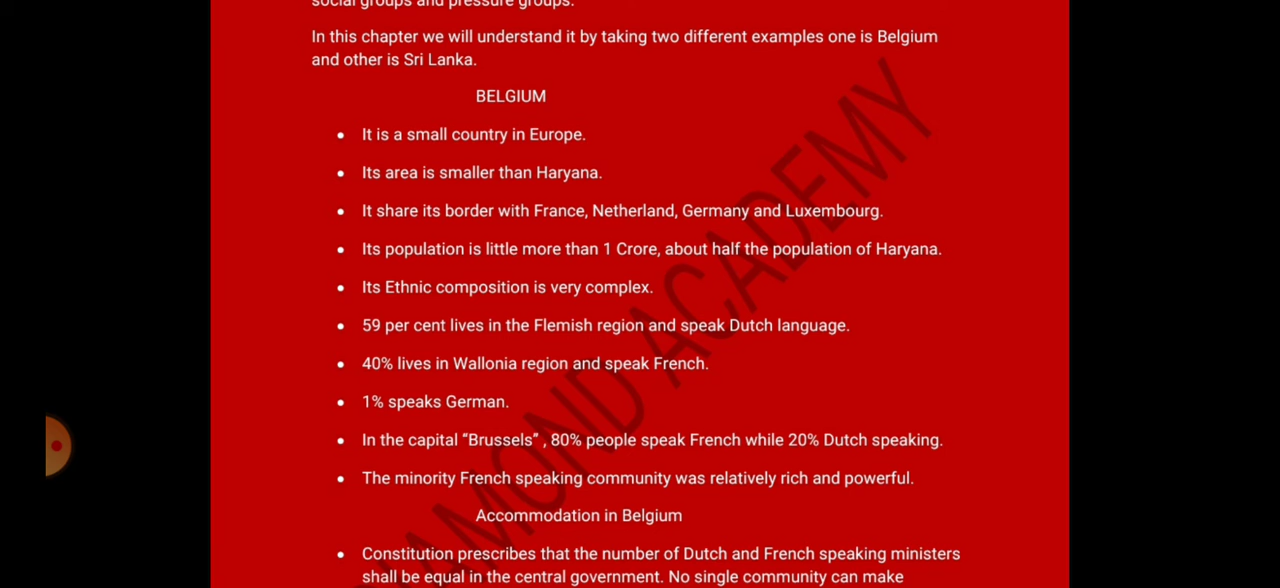 social groups and pressure groups.
In this chapter we will understand it by taking two different examples one is Belgium
and other is Sri Lanka.
BELGIUM
• It is a small country in Europe.
• Its area is smaller than Haryana.
• It share its border with France, Netherland, Germany and Luxembourg.
• Its population is little more than 1 Crore, about half the population of Haryana.
• Its Ethnic composition is very complex.
• 59 per cent lives in the Flemish region and speak Dutch language.
• 40% lives in Wallonia region and speak French.
• 1% speaks German.
• In the capital “Brussels” , 80% people speak French while 20% Dutch speaking.
• The minority French speaking community was relatively rich and powerful.
Accommodation in Belgium
• Constitution prescribes that the number of Dutch and French speaking ministers
shall be equal in the central government. No single community can make
AMOND ACADEMY